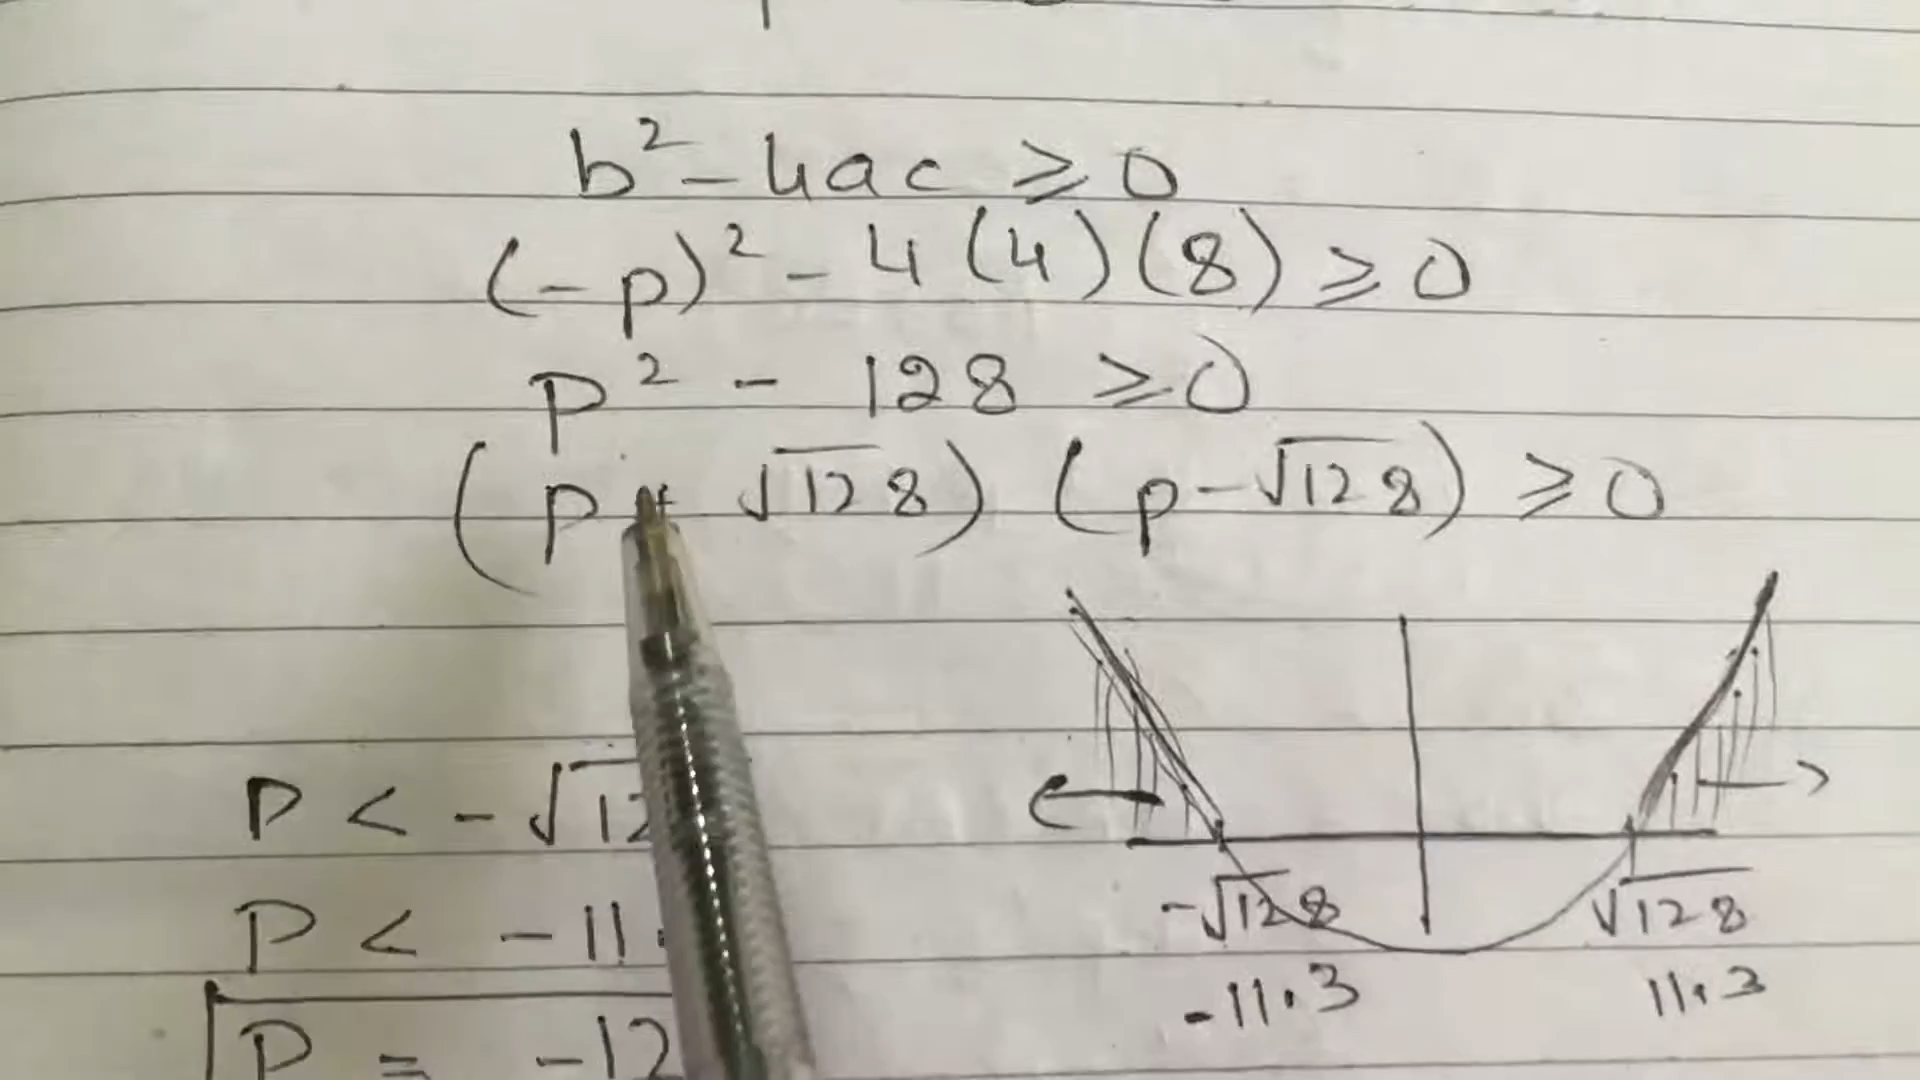 b² - 4ac ≥ 0
(-p)² - 4(4)(8) ≥ 0
p² - 128 ≥ 0
(p + √128) (p - √128) ≥ 0
P < -√12
P < -11.
P = -12
-√128
√128
-11.3
11.3